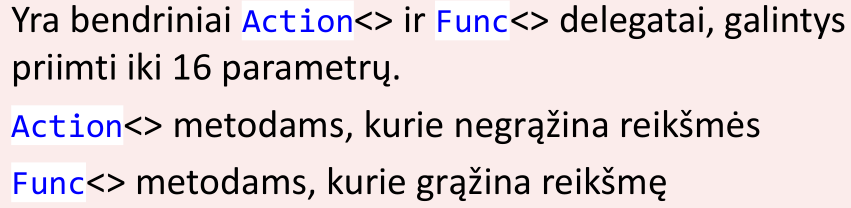 Yra bendriniai Action<> ir Func<> delegatai, galintys
priimti iki 16 parametrų.
Action<> metodams, kurie negrąžina reikšmės
Func<> metodams, kurie grąžina reikšmę